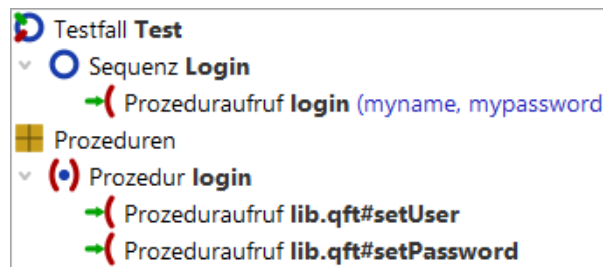 Testfall Test
Sequenz Login
Prozeduraufruf login (myname, mypassword
Prozeduren
Prozedur login
Prozeduraufruf lib.qft#setUser
Prozeduraufruf lib.qft#setPassword